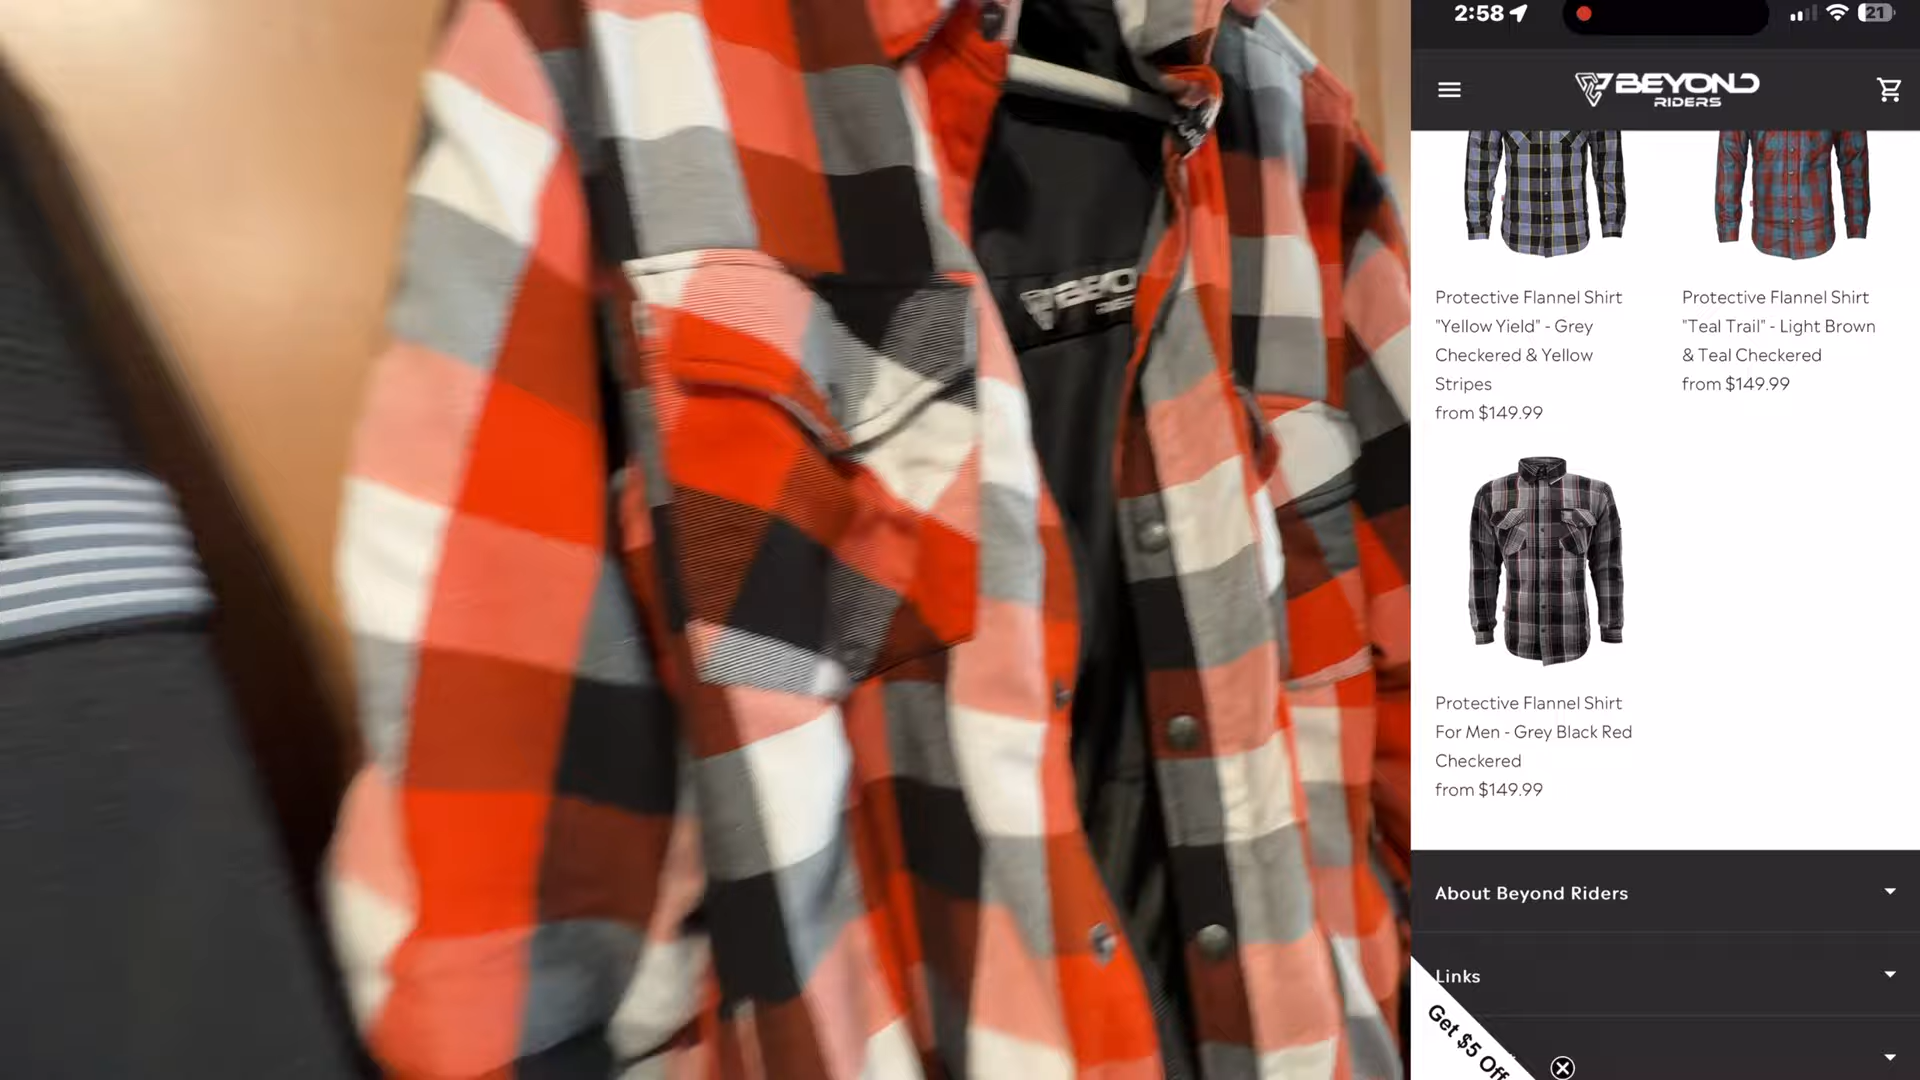 BEYO
2:58
21
BEYOND
RIDERS
Protective Flannel Shirt
"Yellow Yield" - Grey
Checkered & Yellow
Stripes
from $149.99
Protective Flannel Shirt
"Teal Trail" - Light Brown
& Teal Checkered
from $149.99
Protective Flannel Shirt
For Men - Grey Black Red
Checkered
from $149.99
About Beyond Riders
Links
Get $5 Off